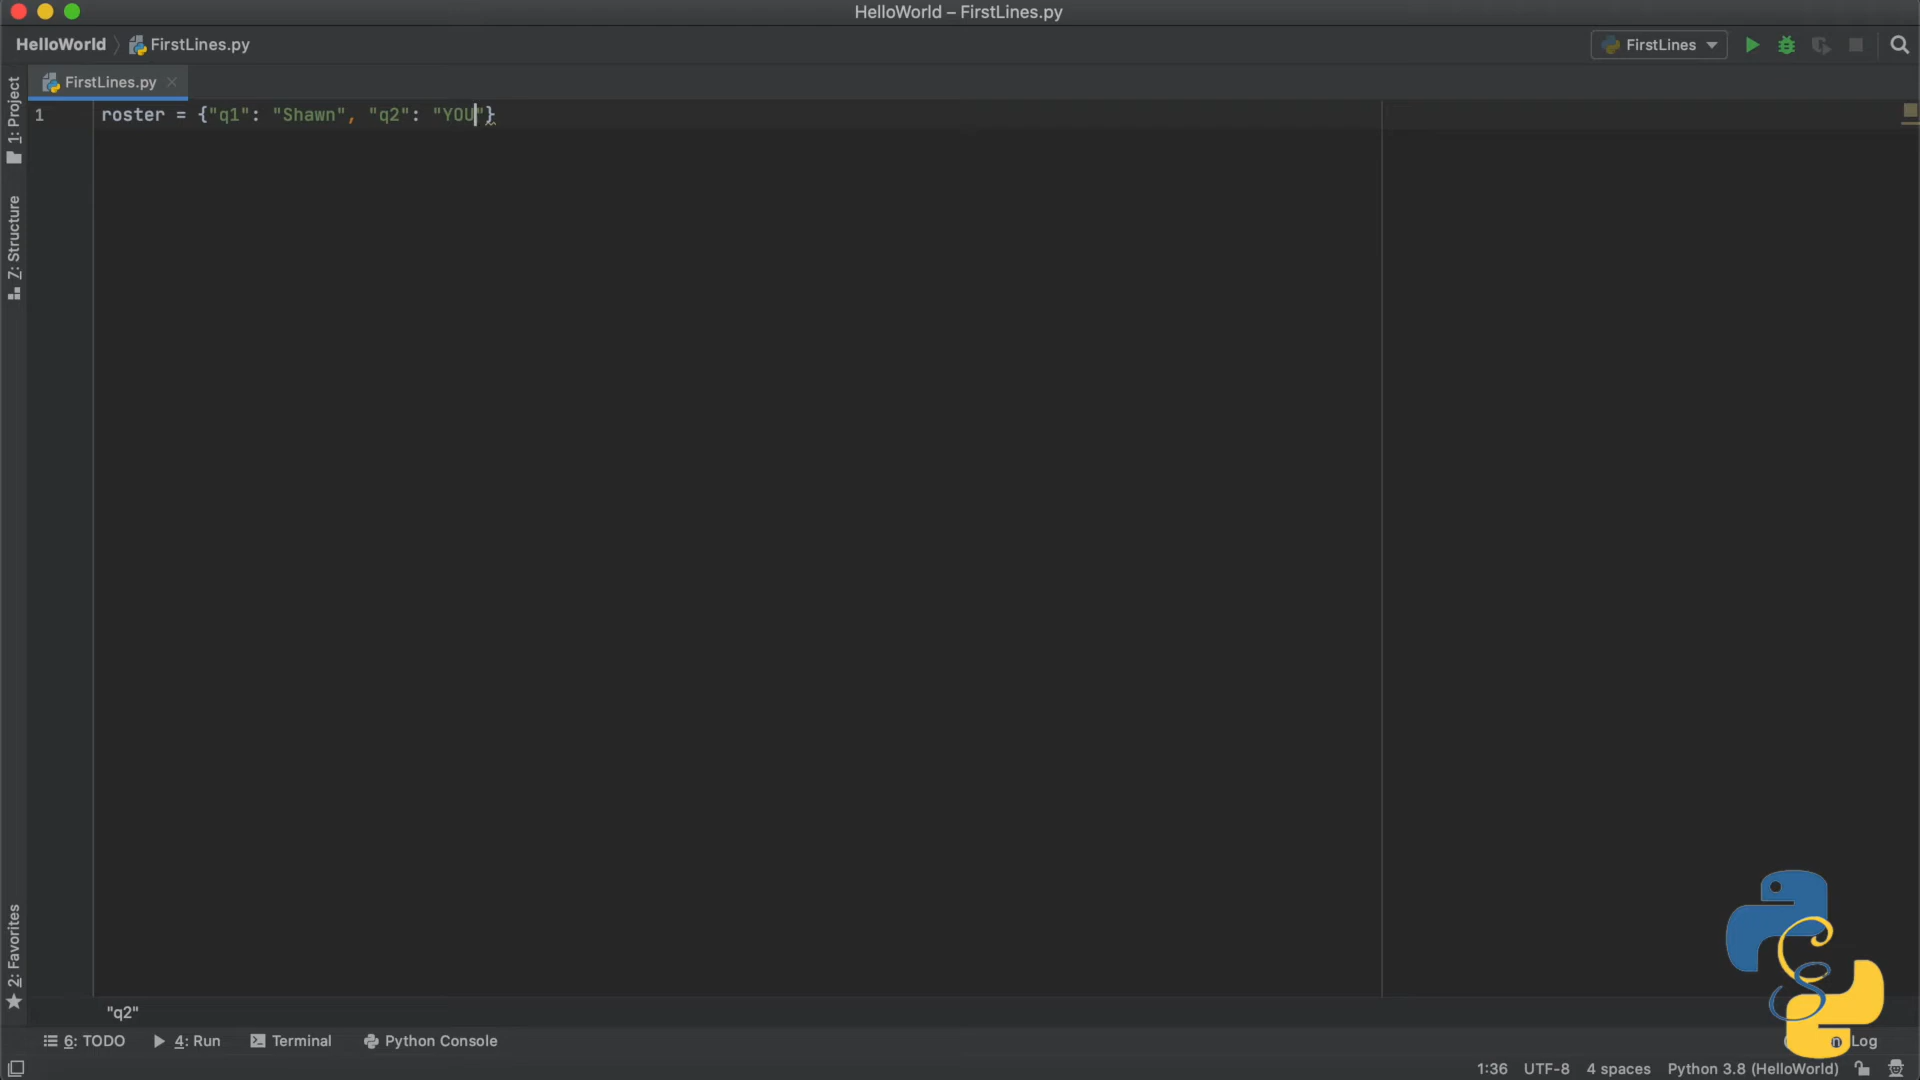 HelloWorld – FirstLines.py
HelloWorld
FirstLines.py
FirstLines
FirstLines.py
1: Project
7: Structure
2: Favorites
1
roster = {"q1": "Shawn", "q2": "YOU"}
"q2"
6: TODO
4: Run
Terminal
Python Console
Log
1:36
UTF-8
4 spaces
Python 3.8 (HelloWorld)